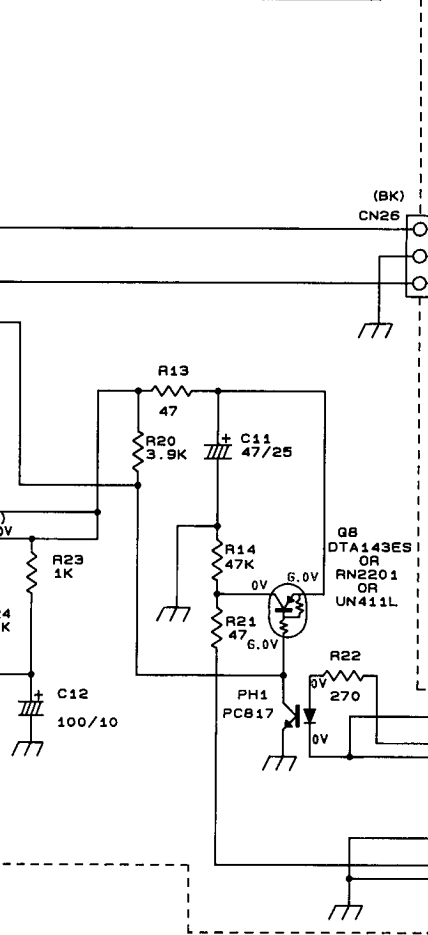 (BK)
CN26
R13
47
R20
3.9K
C11
+
47/25
)
0V
R23
1K
R14
47K
Q8
DTA143ES
OR
RN2201
OR
UN411L
0V
6.0V
R21
47
6.0V
24
K
+
C12
100/10
PH1
PC817
R22
270
0V
0V